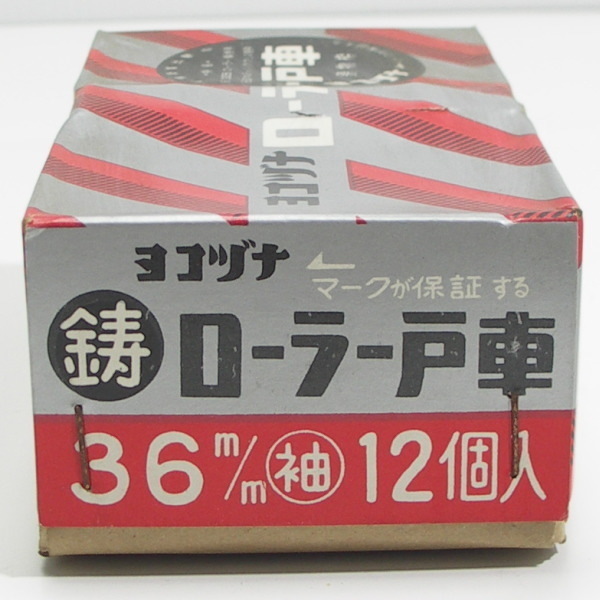 ヨコヅナ
ローラー戸車
ヨコヅナ
マークが保証する
鋳 ローラー戸車
36m/m 袖 12個入